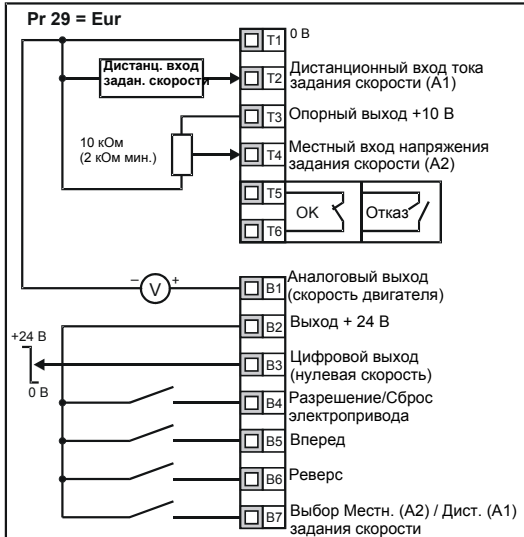 Pr 29 = Eur
T1 0 В
Дистанц. вход
задан. скорости
T2 Дистанционный вход тока
задания скорости (A1)
T3 Опорный выход +10 В
10 кОм
(2 кОм мин.)
T4 Местный вход напряжения
задания скорости (A2)
T5
OK Отказ
T6
– V +
B1 Аналоговый выход
(скорость двигателя)
B2 Выход + 24 В
+24 В
0 В
B3 Цифровой выход
(нулевая скорость)
B4 Разрешение/Сброс
электропривода
B5 Вперед
B6 Реверс
B7 Выбор Местн. (A2) / Дист. (A1)
задания скорости